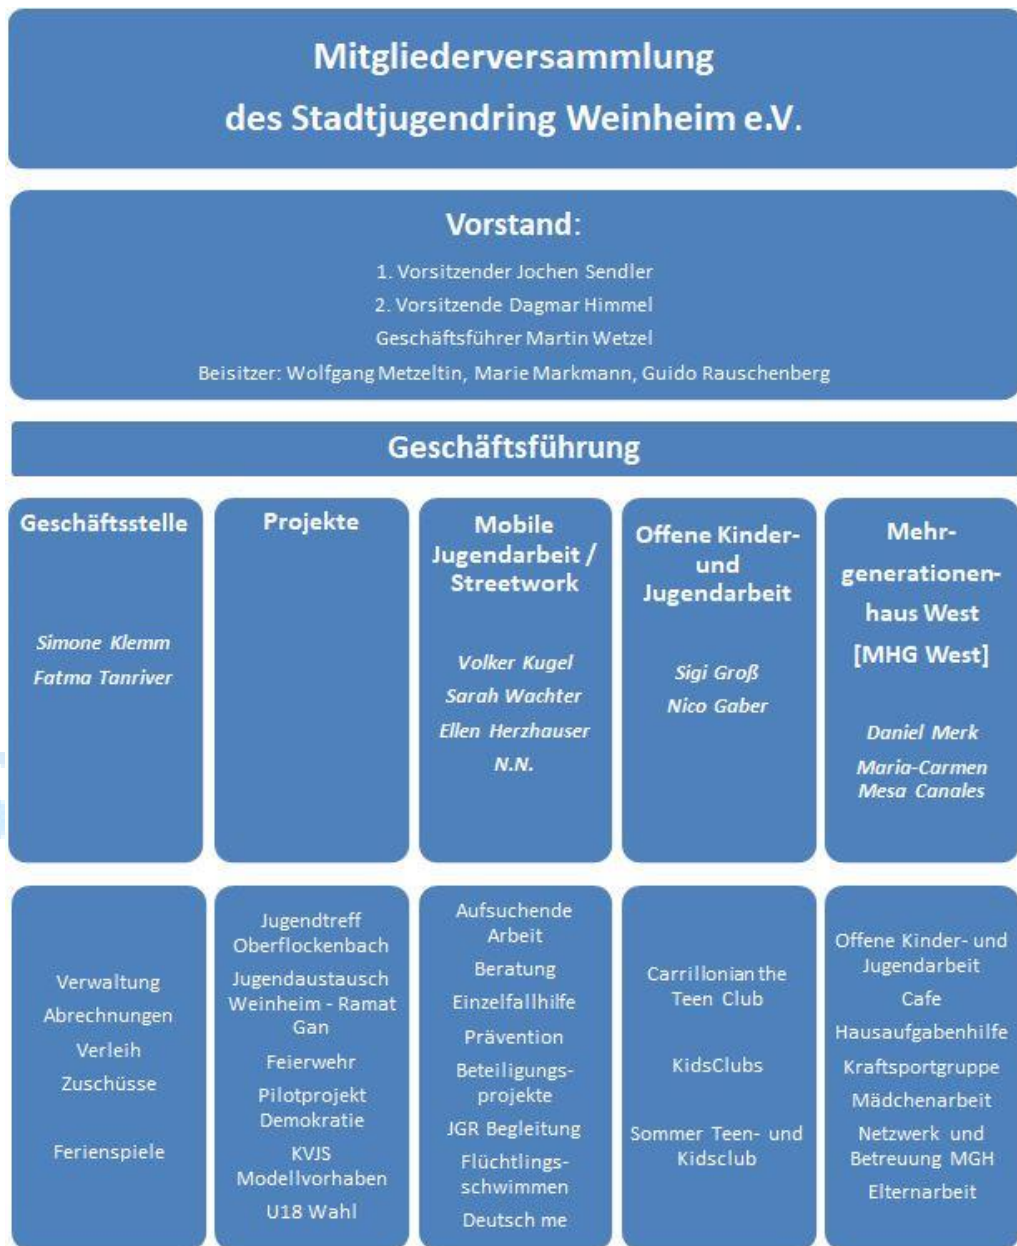 Mitgliederversammlung
des Stadtjugendring Weinheim e.V.
Vorstand:
1. Vorsitzender Jochen Sendler
2. Vorsitzende Dagmar Himmel
Geschäftsführer Martin Wetzel
Beisitzer: Wolfgang Metzeltin, Marie Markmann, Guido Rauschenberg
Geschäftsführung
Geschäftsstelle
Simone Klemm
Fatma Tanriver
Projekte
Mobile
Jugendarbeit /
Streetwork
Volker Kugel
Sarah Wachter
Ellen Herzhauser
N.N.
Offene Kinder-
und
Jugendarbeit
Sigi Groß
Nico Gaber
Mehr-
generationen-
haus West
[MHG West]
Daniel Merk
Maria-Carmen
Mesa Canales
Verwaltung
Abrechnungen
Verleih
Zuschüsse
Ferienspiele
Jugendtreff
Oberflockenbach
Jugendaustausch
Weinheim - Ramat
Gan
Feierwehr
Pilotprojekt
Demokratie
KVJS
Modellvorhaben
U18 Wahl
Aufsuchende
Arbeit
Beratung
Einzelfallhilfe
Prävention
Beteiligungs-
projekte
JGR Begleitung
Flüchtlings-
schwimmen
Deutsch me
Carrillonian the
Teen Club
KidsClubs
Sommer Teen- und
Kidsclub
Offene Kinder- und
Jugendarbeit
Cafe
Hausaufgabenhilfe
Kraftsportgruppe
Mädchenarbeit
Netzwerk und
Betreuung MGH
Elternarbeit